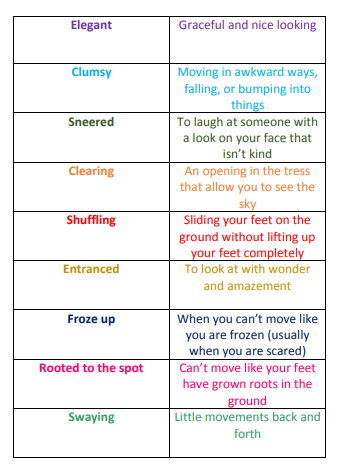 Elegant
Graceful and nice looking
Clumsy
Moving in awkward ways,
falling, or bumping into
things
Sneered
To laugh at someone with
a look on your face that
isn't kind
Clearing
An opening in the tress
that allow you to see the
sky
Shuffling
Sliding your feet on the
ground without lifting up
your feet completely
Entranced
To look at with wonder
and amazement
Froze up
When you can't move like
you are frozen (usually
when you are scared)
Rooted to the spot
Can't move like your feet
have grown roots in the
ground
Swaying
Little movements back and
forth